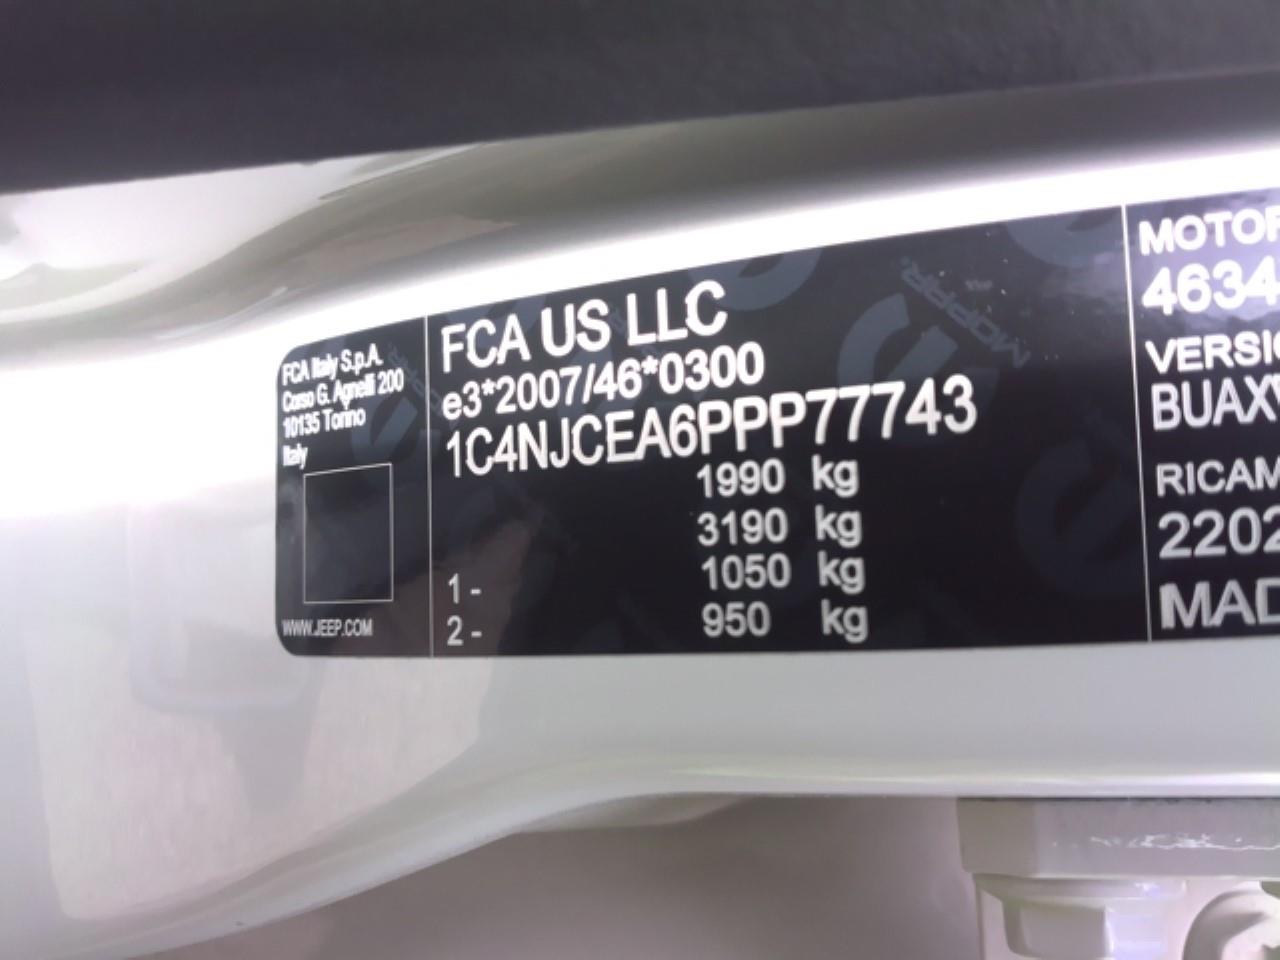 FCA Italy S.p.A.
Corso G. Agnelli 200
10135 Torino
Italy
WWW.JEEP.COM
FCA US LLC
e3*2007/46*0300
1C4NJCEA6PPP77743
1990 kg
3190 kg
1 - 1050 kg
2 - 950 kg
MOTOR
4634
VERSIO
BUAXW
RICAM
2202
MAD
MOPAR.